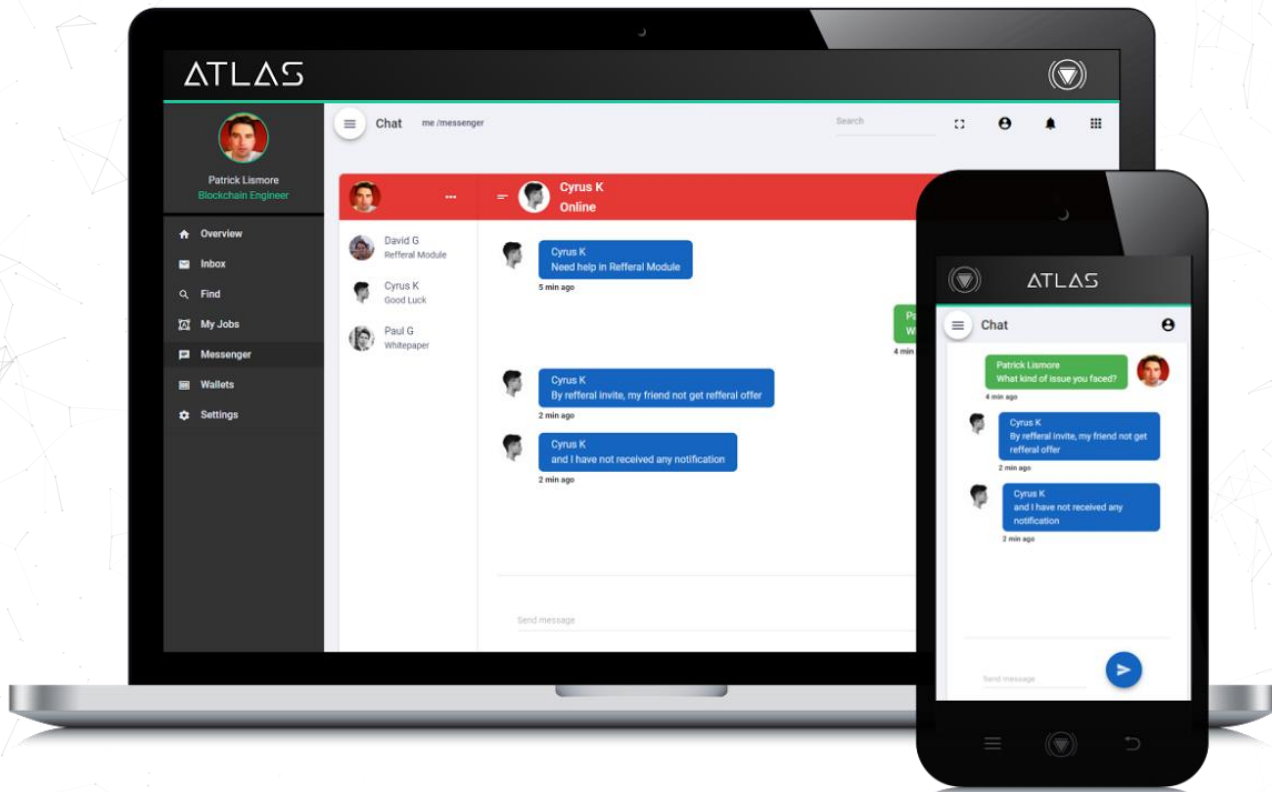 ATLAS
Patrick Lismore
Blockchain Engineer
Overview
Inbox
Find
My Jobs
Messenger
Wallets
Settings
Chat
me /messenger
Search
Cyrus K
Online
David G
Refferal Module
Cyrus K
Good Luck
Paul G
Whitepaper
Cyrus K
Need help in Refferal Module
5 min ago
4 min
Cyrus K
By refferal invite, my friend not get refferal offer
2 min ago
Cyrus K
and I have not received any notification
2 min ago
Send message
ATLAS
Chat
Patrick Lismore
What kind of issue you faced?
4 min ago
Cyrus K
By refferal invite, my friend not get
refferal offer
2 min ago
Cyrus K
and I have not received any
notification
2 min ago
Send message